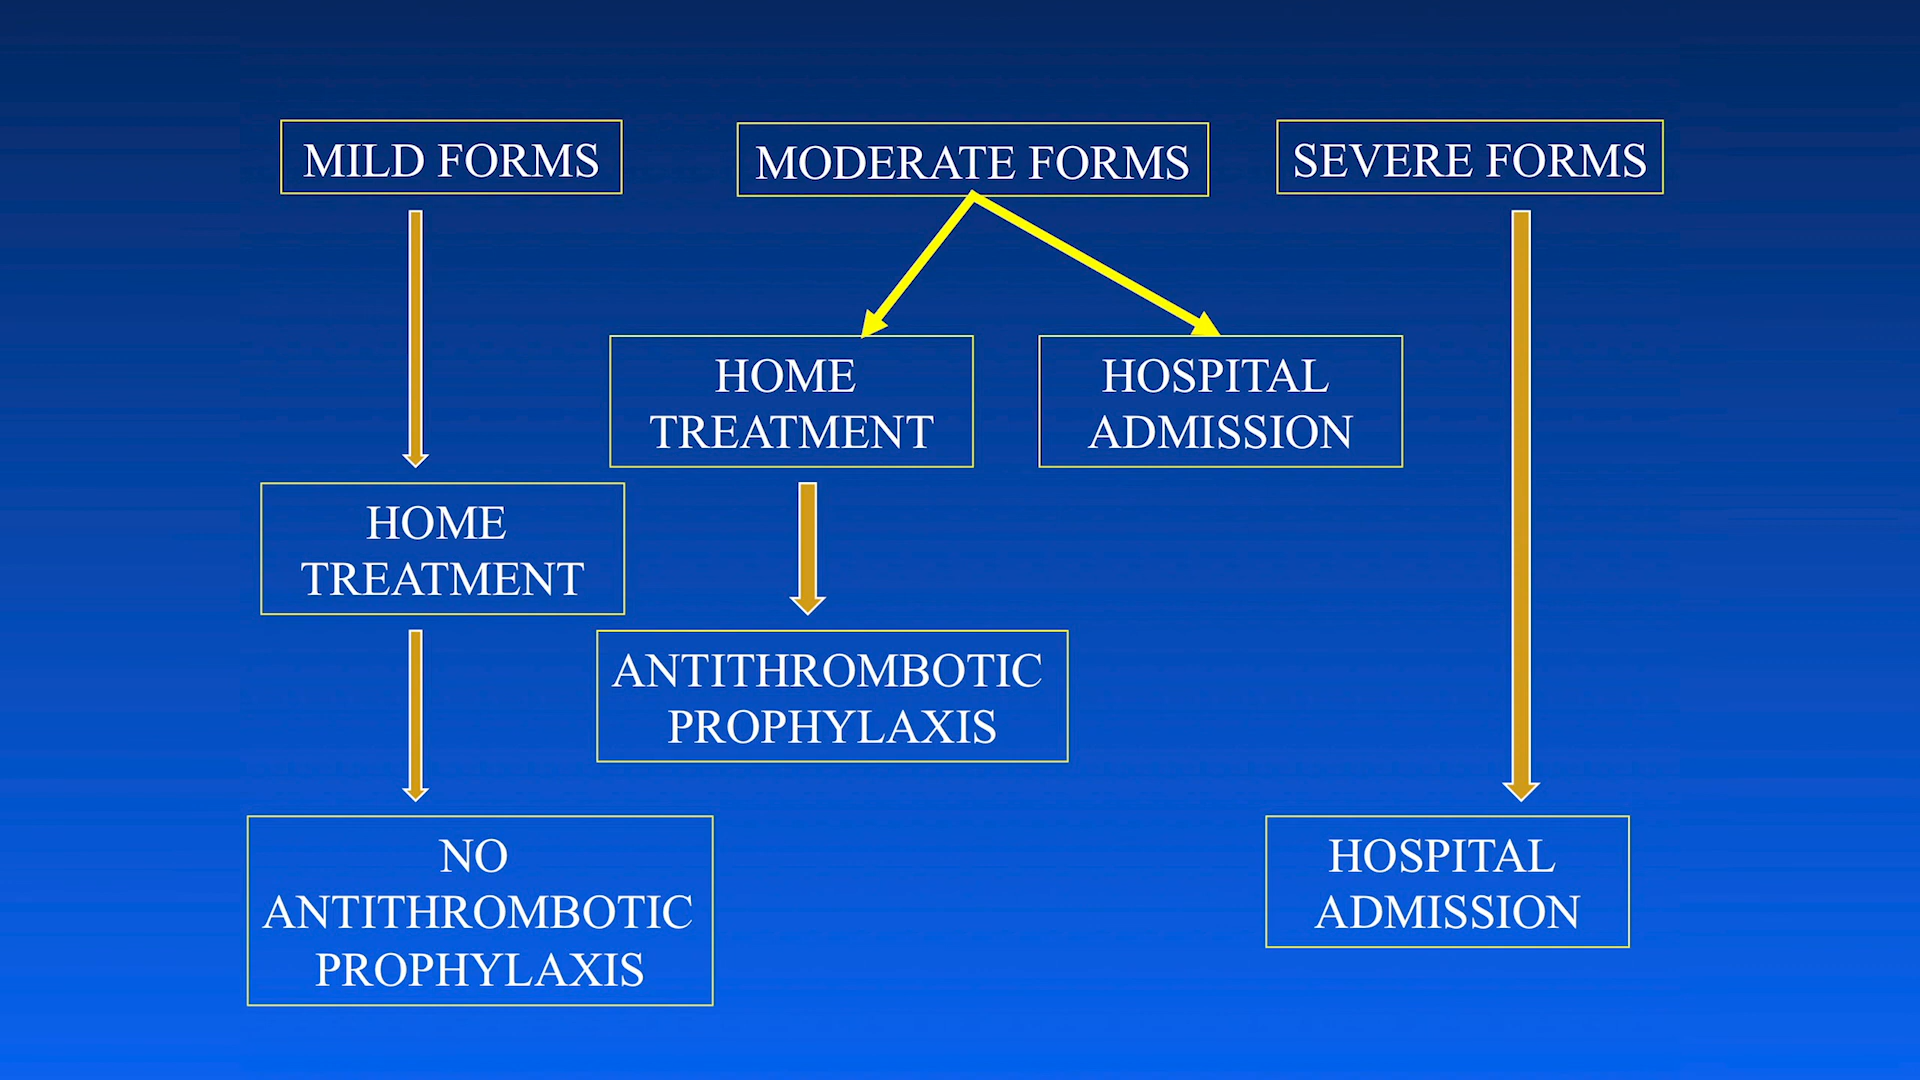 MILD FORMS
MODERATE FORMS
SEVERE FORMS
HOME
TREATMENT
HOSPITAL
ADMISSION
HOME
TREATMENT
ANTITHROMBOTIC
PROPHYLAXIS
NO
ANTITHROMBOTIC
PROPHYLAXIS
HOSPITAL
ADMISSION